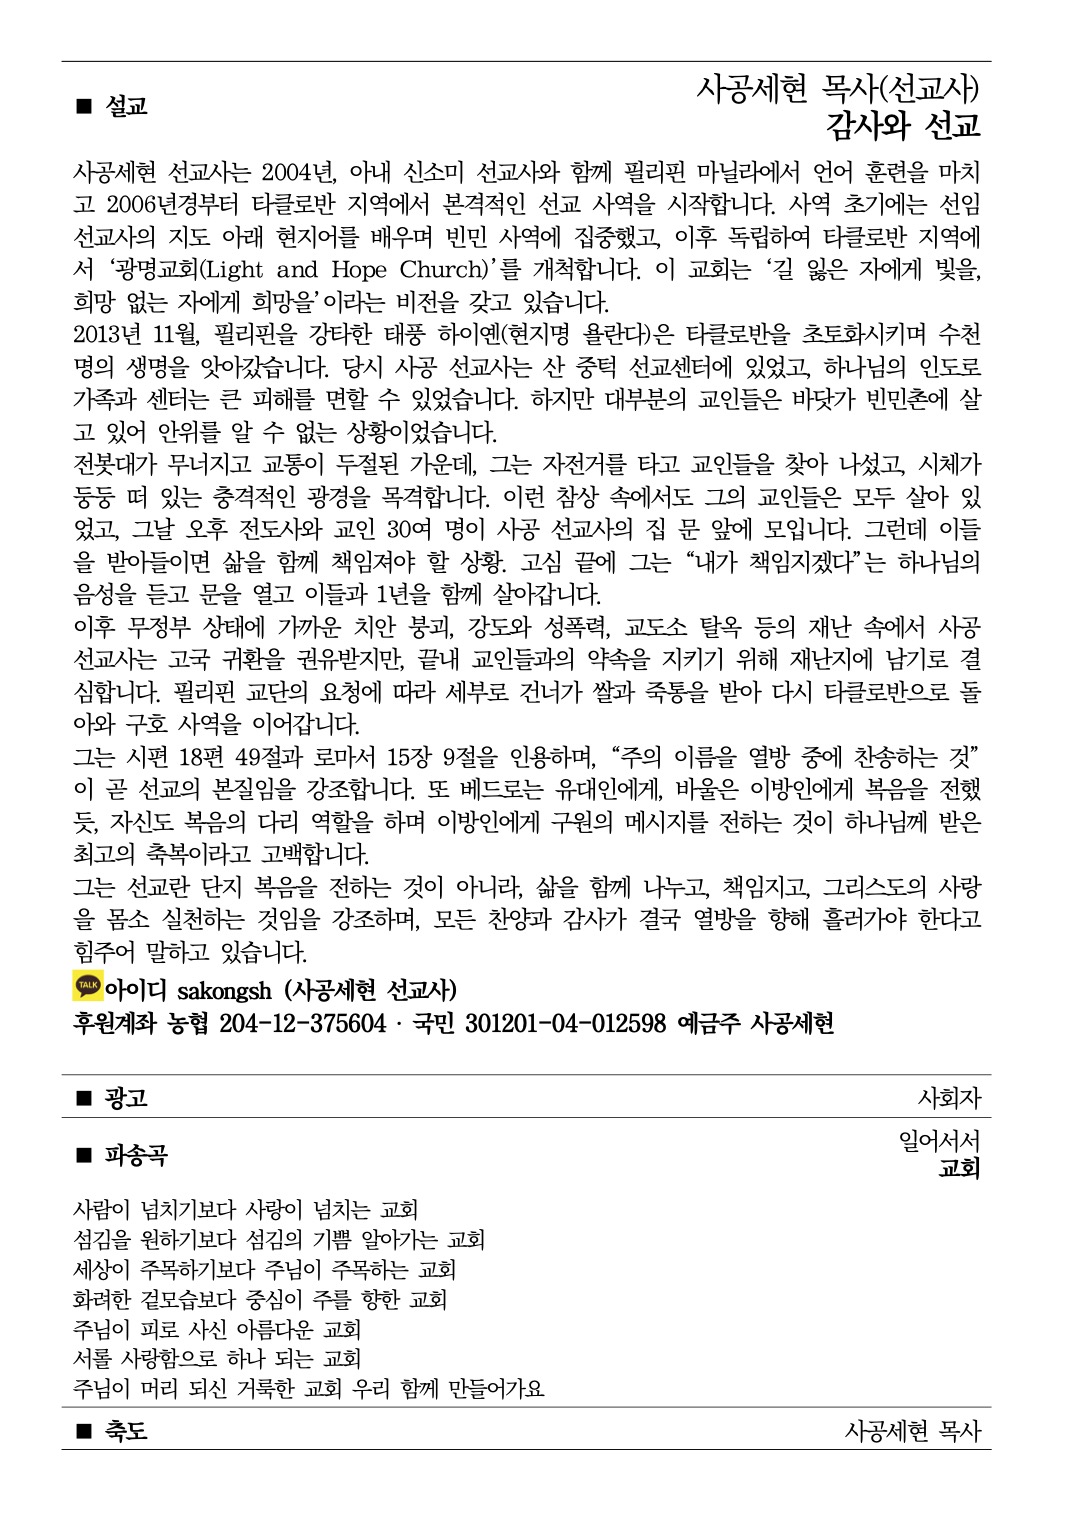 ■ 설교
사공세현 목사(선교사)
감사와 선교
사공세현 선교사는 2004년, 아내 신소미 선교사와 함께 필리핀 마닐라에서 언어 훈련을 마치
고 2006년경부터 타클로반 지역에서 본격적인 선교 사역을 시작합니다. 사역 초기에는 선임
선교사의 지도 아래 현지어를 배우며 빈민 사역에 집중했고, 이후 독립하여 타클로반 지역에
서 ‘광명교회(Light and Hope Church)’를 개척합니다. 이 교회는 ‘길 잃은 자에게 빛을,
희망 없는 자에게 희망을’이라는 비전을 갖고 있습니다.
2013년 11월, 필리핀을 강타한 태풍 하이옌(현지명 욜란다)은 타클로반을 초토화시키며 수천
명의 생명을 앗아갔습니다. 당시 사공 선교사는 산 중턱 선교센터에 있었고, 하나님의 인도로
가족과 센터는 큰 피해를 면할 수 있었습니다. 하지만 대부분의 교인들은 바닷가 빈민촌에 살
고 있어 안위를 알 수 없는 상황이었습니다.
전봇대가 무너지고 교통이 두절된 가운데, 그는 자전거를 타고 교인들을 찾아 나섰고, 시체가
둥둥 떠 있는 충격적인 광경을 목격합니다. 이런 참상 속에서도 그의 교인들은 모두 살아 있
었고, 그날 오후 전도사와 교인 30여 명이 사공 선교사의 집 문 앞에 모입니다. 그런데 이들
을 받아들이면 삶을 함께 책임져야 할 상황. 고심 끝에 그는 “내가 책임지겠다”는 하나님의
음성을 듣고 문을 열고 이들과 1년을 함께 살아갑니다.
이후 무정부 상태에 가까운 치안 붕괴, 강도와 성폭력, 교도소 탈옥 등의 재난 속에서 사공
선교사는 고국 귀환을 권유받지만, 끝내 교인들과의 약속을 지키기 위해 재난지에 남기로 결
심합니다. 필리핀 교단의 요청에 따라 세부로 건너가 쌀과 죽통을 받아 다시 타클로반으로 돌
아와 구호 사역을 이어갑니다.
그는 시편 18편 49절과 로마서 15장 9절을 인용하며, “주의 이름을 열방 중에 찬송하는 것”
이 곧 선교의 본질임을 강조합니다. 또 베드로는 유대인에게, 바울은 이방인에게 복음을 전했
듯, 자신도 복음의 다리 역할을 하며 이방인에게 구원의 메시지를 전하는 것이 하나님께 받은
최고의 축복이라고 고백합니다.
그는 선교란 단지 복음을 전하는 것이 아니라, 삶을 함께 나누고, 책임지고, 그리스도의 사랑
을 몸소 실천하는 것임을 강조하며, 모든 찬양과 감사가 결국 열방을 향해 흘러가야 한다고
힘주어 말하고 있습니다.
TALK 아이디 sakongsh (사공세현 선교사)
후원계좌 농협 204-12-375604 · 국민 301201-04-012598 예금주 사공세현
■ 광고 사회자
■ 파송곡
일어서서
교회
사람이 넘치기보다 사랑이 넘치는 교회
섬김을 원하기보다 섬김의 기쁨 알아가는 교회
세상이 주목하기보다 주님이 주목하는 교회
화려한 겉모습보다 중심이 주를 향한 교회
주님이 피로 사신 아름다운 교회
서롤 사랑함으로 하나 되는 교회
주님이 머리 되신 거룩한 교회 우리 함께 만들어가요
■ 축도 사공세현 목사